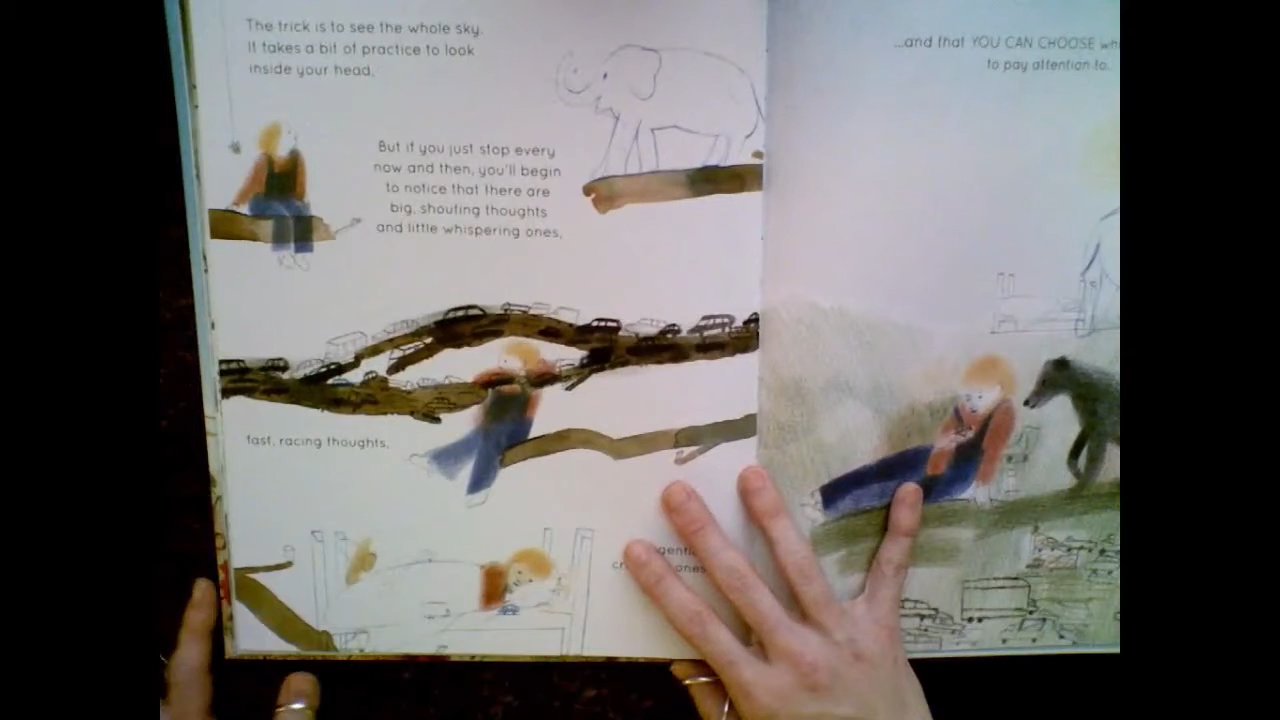 The trick is to see the whole sky.
It takes a bit of practice to look
inside your head,
But if you just stop every
now and then, you'll begin
to notice that there are
big, shouting thoughts
and little whispering ones,
fast, racing thoughts,
ones
...and that YOU CAN CHOOSE
to pay attention to.